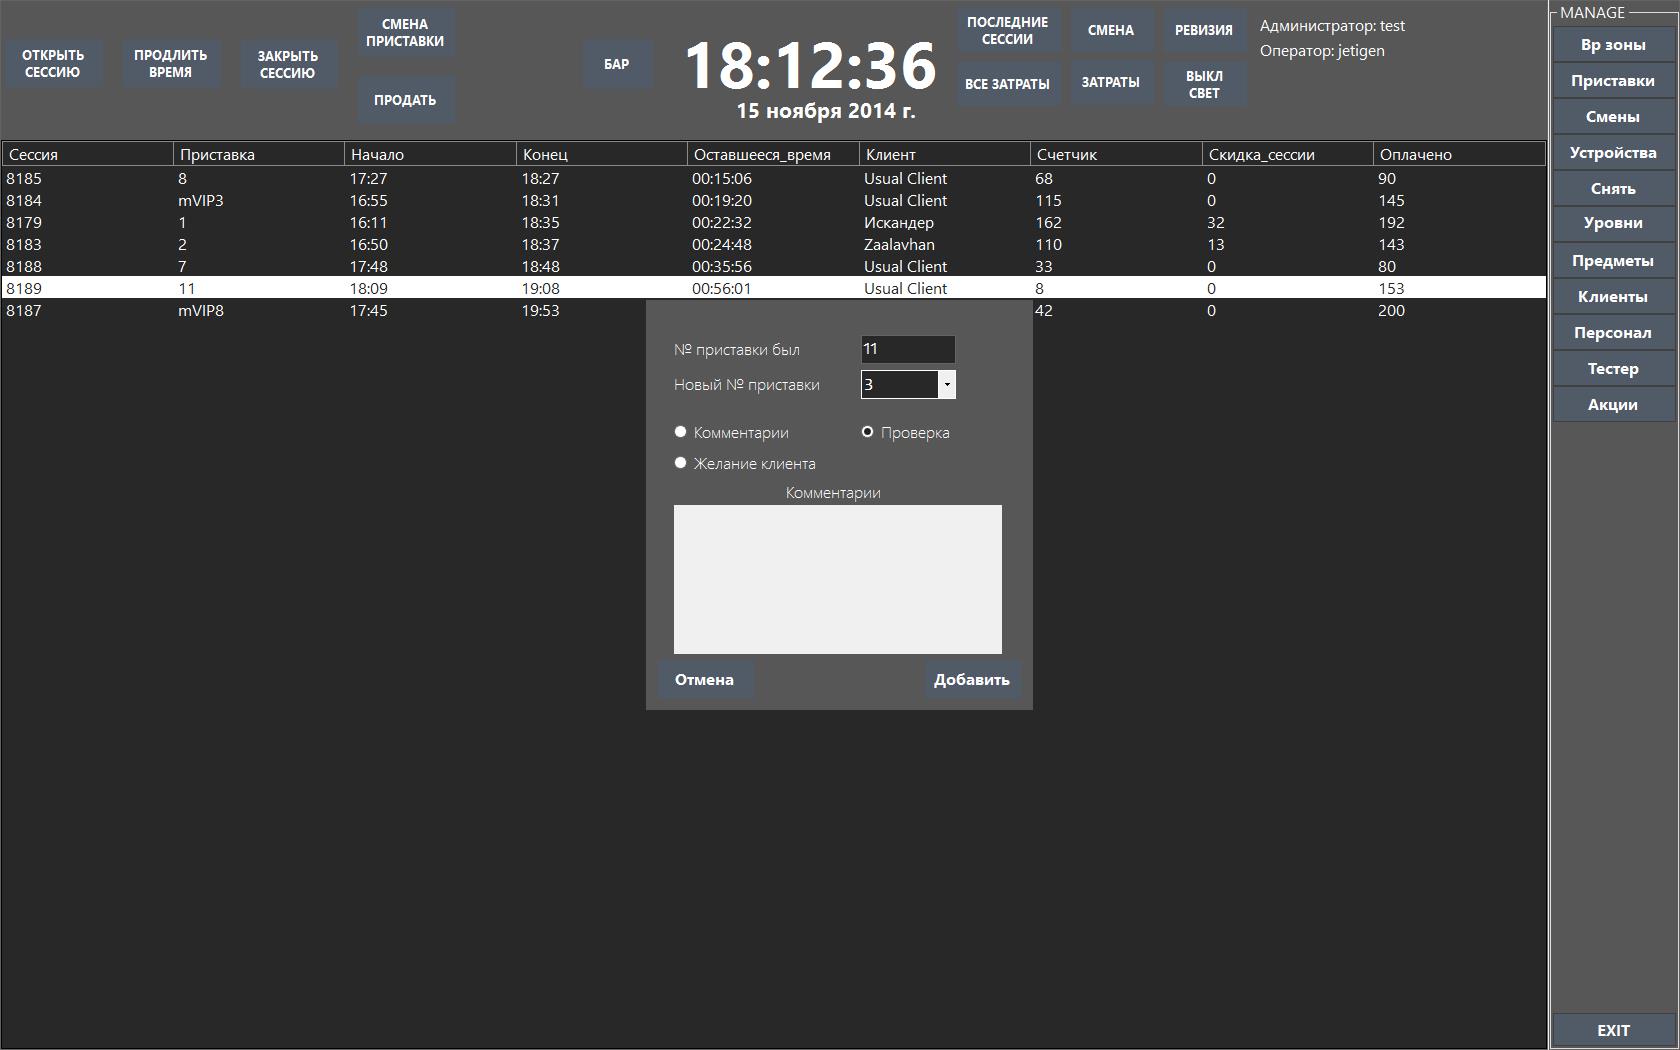 ОТКРЫТЬ
СЕССИЮ
ПРОДЛИТЬ
ВРЕМЯ
ЗАКРЫТЬ
СЕССИЮ
СМЕНА
ПРИСТАВКИ
ПРОДАТЬ
БАР
18:12:36
15 ноября 2014 г.
ПОСЛЕДНИЕ
СЕССИИ
СМЕНА
РЕВИЗИЯ
ВСЕ ЗАТРАТЫ
ЗАТРАТЫ
ВЫКЛ
СВЕТ
Администратор: test
Оператор: jetigen
Сессия Приставка Начало Конец Оставшееся_время Клиент Счетчик Скидка_сессии Оплачено
8185 8 17:27 18:27 00:15:06 Usual Client 68 0 90
8184 mVIP3 16:55 18:31 00:19:20 Usual Client 115 0 145
8179 1 16:11 18:35 00:22:32 Искандер 162 32 192
8183 2 16:50 18:37 00:24:48 Zaalavhan 110 13 143
8188 7 17:48 18:48 00:35:56 Usual Client 33 0 80
8189 11 18:09 19:08 00:56:01 Usual Client 8 0 153
8187 mVIP8 17:45 19:53 42 0 200
№ приставки был 11
Новый № приставки 3
Комментарии Проверка
Желание клиента
Комментарии
Отмена Добавить
MANAGE
Вр зоны
Приставки
Смены
Устройства
Снять
Уровни
Предметы
Клиенты
Персонал
Тестер
Акции
EXIT